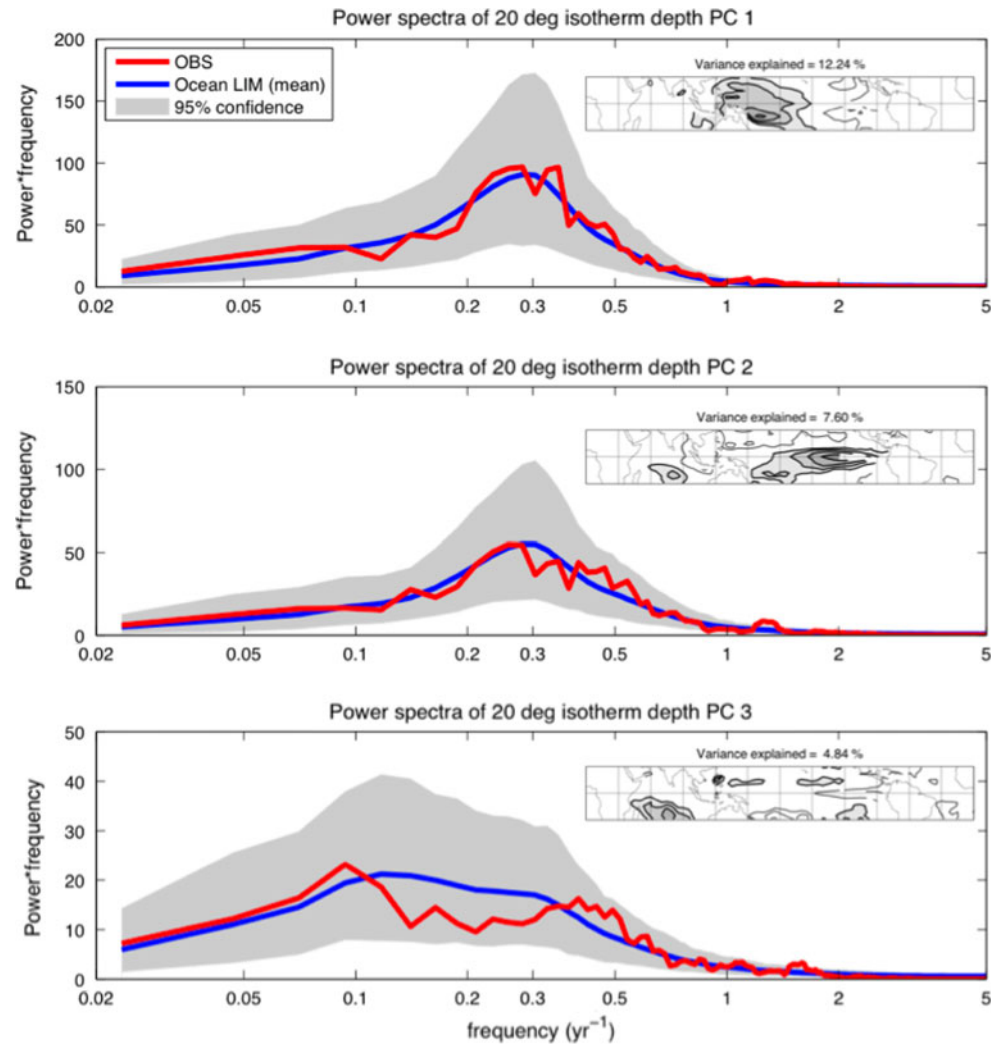 Power spectra of 20 deg isotherm depth PC 1
200
150
100
50
0
Power*frequency
OBS
Ocean LIM (mean)
95% confidence
Variance explained = 12.24 %
0.02 0.05 0.1 0.2 0.3 0.5 1 2 5
Power spectra of 20 deg isotherm depth PC 2
150
100
50
0
Power*frequency
Variance explained = 7.60 %
0.02 0.05 0.1 0.2 0.3 0.5 1 2 5
Power spectra of 20 deg isotherm depth PC 3
50
40
30
20
10
0
Power*frequency
Variance explained = 4.84 %
0.02 0.05 0.1 0.2 0.3 0.5 1 2 5
frequency (yr⁻¹)